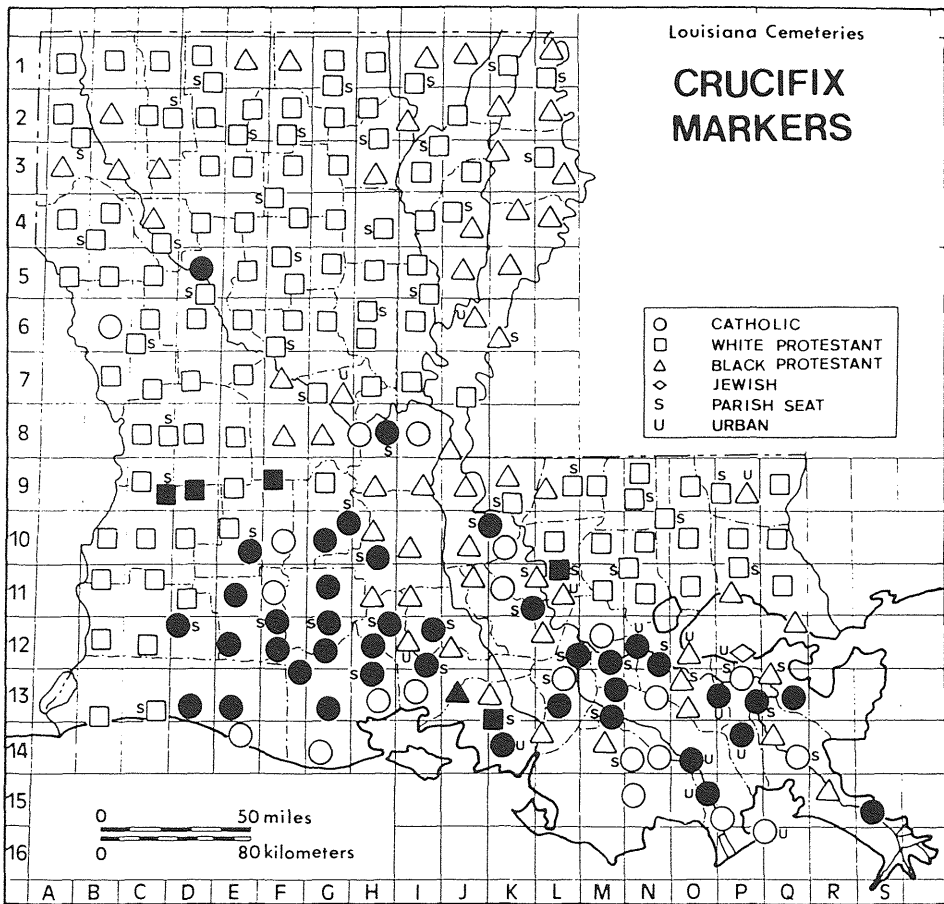 Louisiana Cemeteries
CRUCIFIX
MARKERS
CATHOLIC
WHITE PROTESTANT
BLACK PROTESTANT
JEWISH
S PARISH SEAT
U URBAN
1
2
3
4
5
6
7
8
9
10
11
12
13
14
15
16
0 50 miles
0 80 kilometers
A B C D E F G H I J K L M N O P Q R S